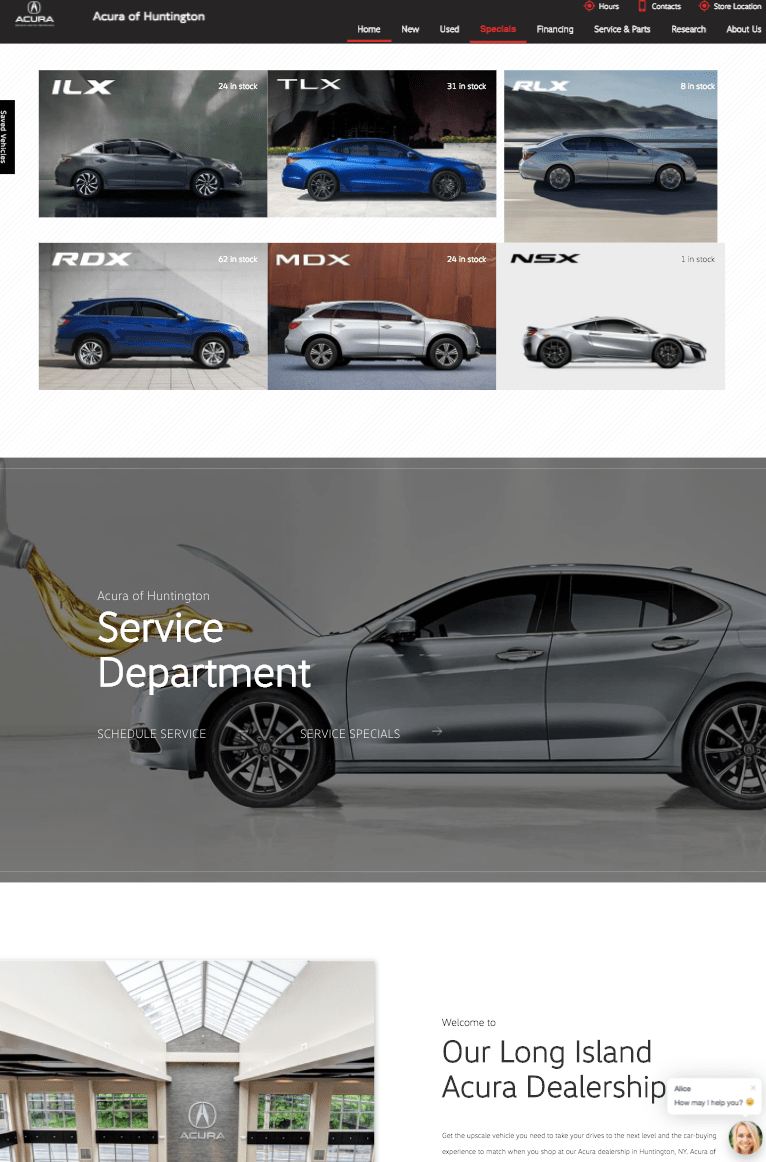 ACURA
Acura of Huntington
Hours
Contacts
Store Location
Home
New
Used
Specials
Financing
Service & Parts
Research
About Us
Saved Vehicles
ILX
24 in stock
TLX
31 in stock
RLX
8 in stock
RDX
62 in stock
MDX
24 in stock
NSX
1 in stock
Acura of Huntington
Service
Department
SCHEDULE SERVICE
SERVICE SPECIALS
ACURA
Welcome to
Our Long Island
Acura Dealership
Alice
How may I help you? 😊
Get the upscale vehicle you need to take your drives to the next level and the car-buying
experience to match when you shop at our Acura dealership in Huntington, NY. Acura of